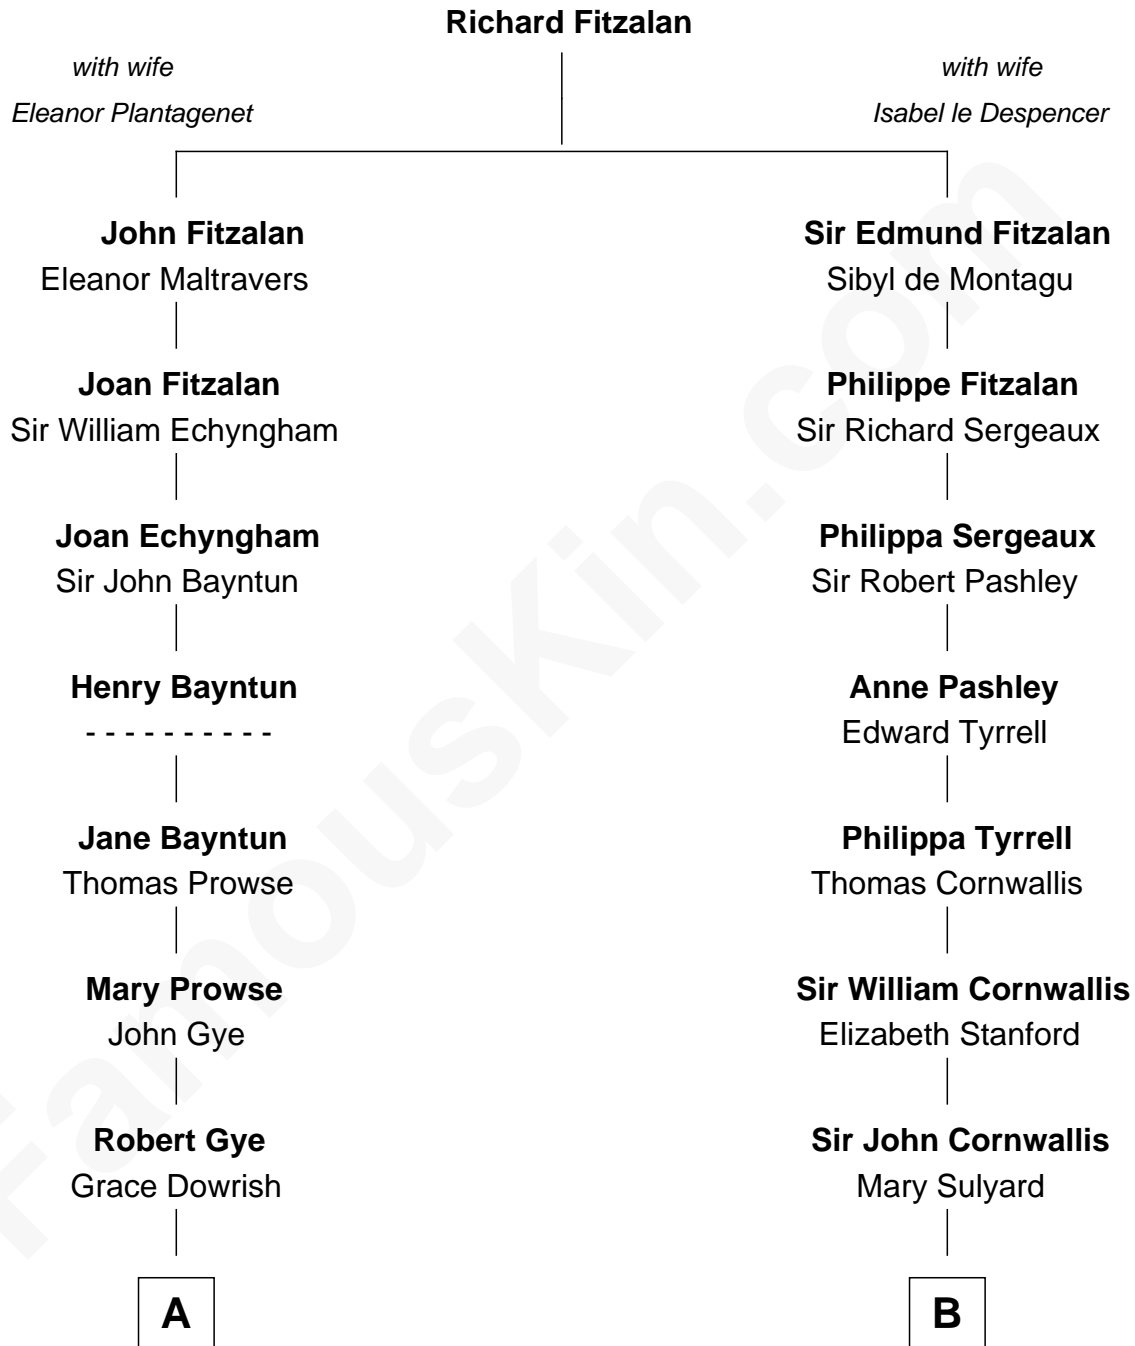 Richard Fitzalan
with wife
Eleanor Plantagenet
with wife
Isabel le Despencer
John Fitzalan
Eleanor Maltravers
Sir Edmund Fitzalan
Sibyl de Montagu
Joan Fitzalan
Sir William Echyngham
Philippe Fitzalan
Sir Richard Sergeaux
Joan Echyngham
Sir John Bayntun
Philippa Sergeaux
Sir Robert Pashley
Henry Bayntun
- - - - - - - - - -
Anne Pashley
Edward Tyrrell
Jane Bayntun
Thomas Prowse
Philippa Tyrrell
Thomas Cornwallis
Mary Prowse
John Gye
Sir William Cornwallis
Elizabeth Stanford
Robert Gye
Grace Dowrish
Sir John Cornwallis
Mary Sulyard
A
B
FamousKin.com